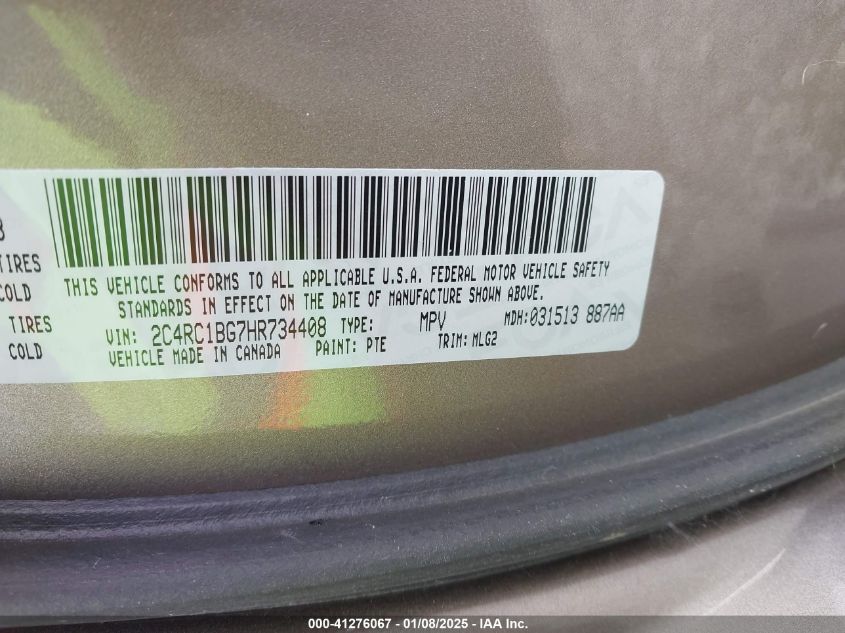 TIRES
COLD
TIRES
COLD
THIS VEHICLE CONFORMS TO ALL APPLICABLE U.S.A. FEDERAL MOTOR VEHICLE SAFETY
STANDARDS IN EFFECT ON THE DATE OF MANUFACTURE SHOWN ABOVE.
VIN: 2C4RC1BG7HR734408 TYPE: MPV MDH: 031513 887AA
VEHICLE MADE IN CANADA PAINT: PTE TRIM: MLG2
000-41276067 - 01/08/2025 - IAA Inc.